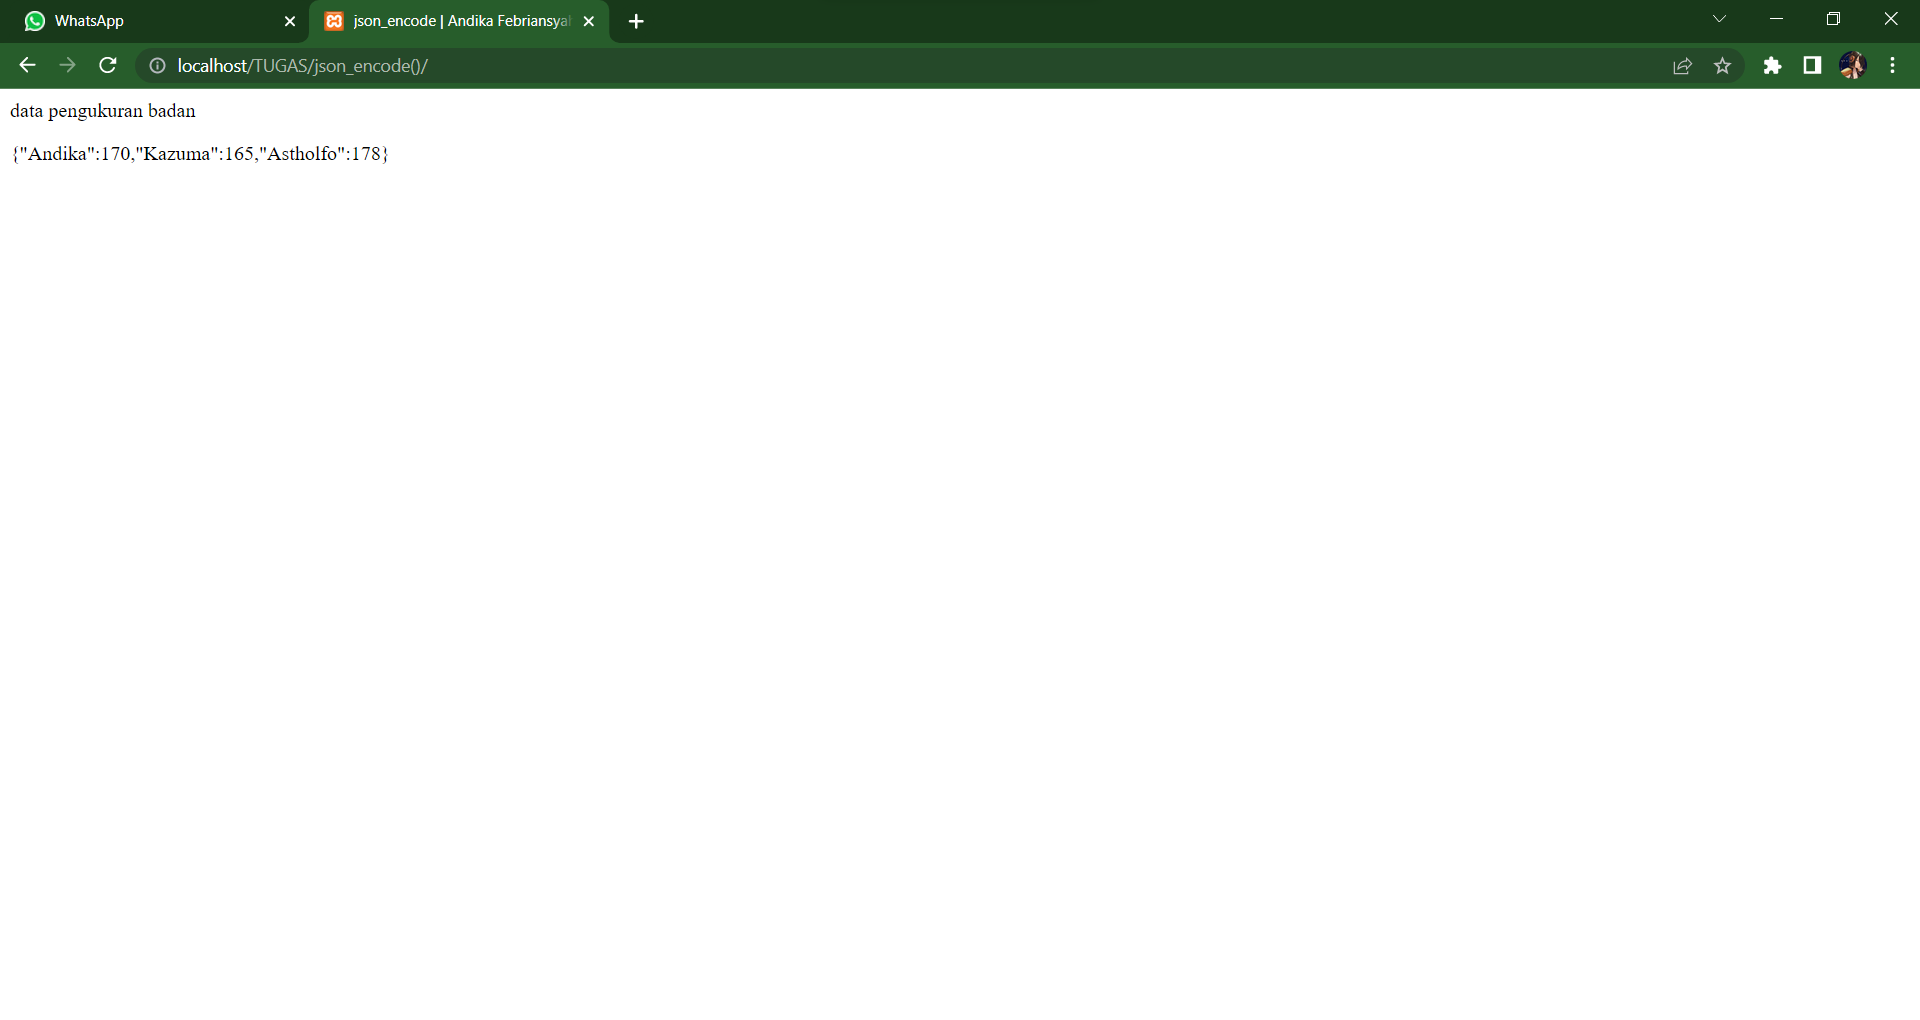 WhatsApp
json_encode | Andika Febriansya
localhost/TUGAS/json_encode()/
data pengukuran badan
{"Andika":170,"Kazuma":165,"Astholfo":178}